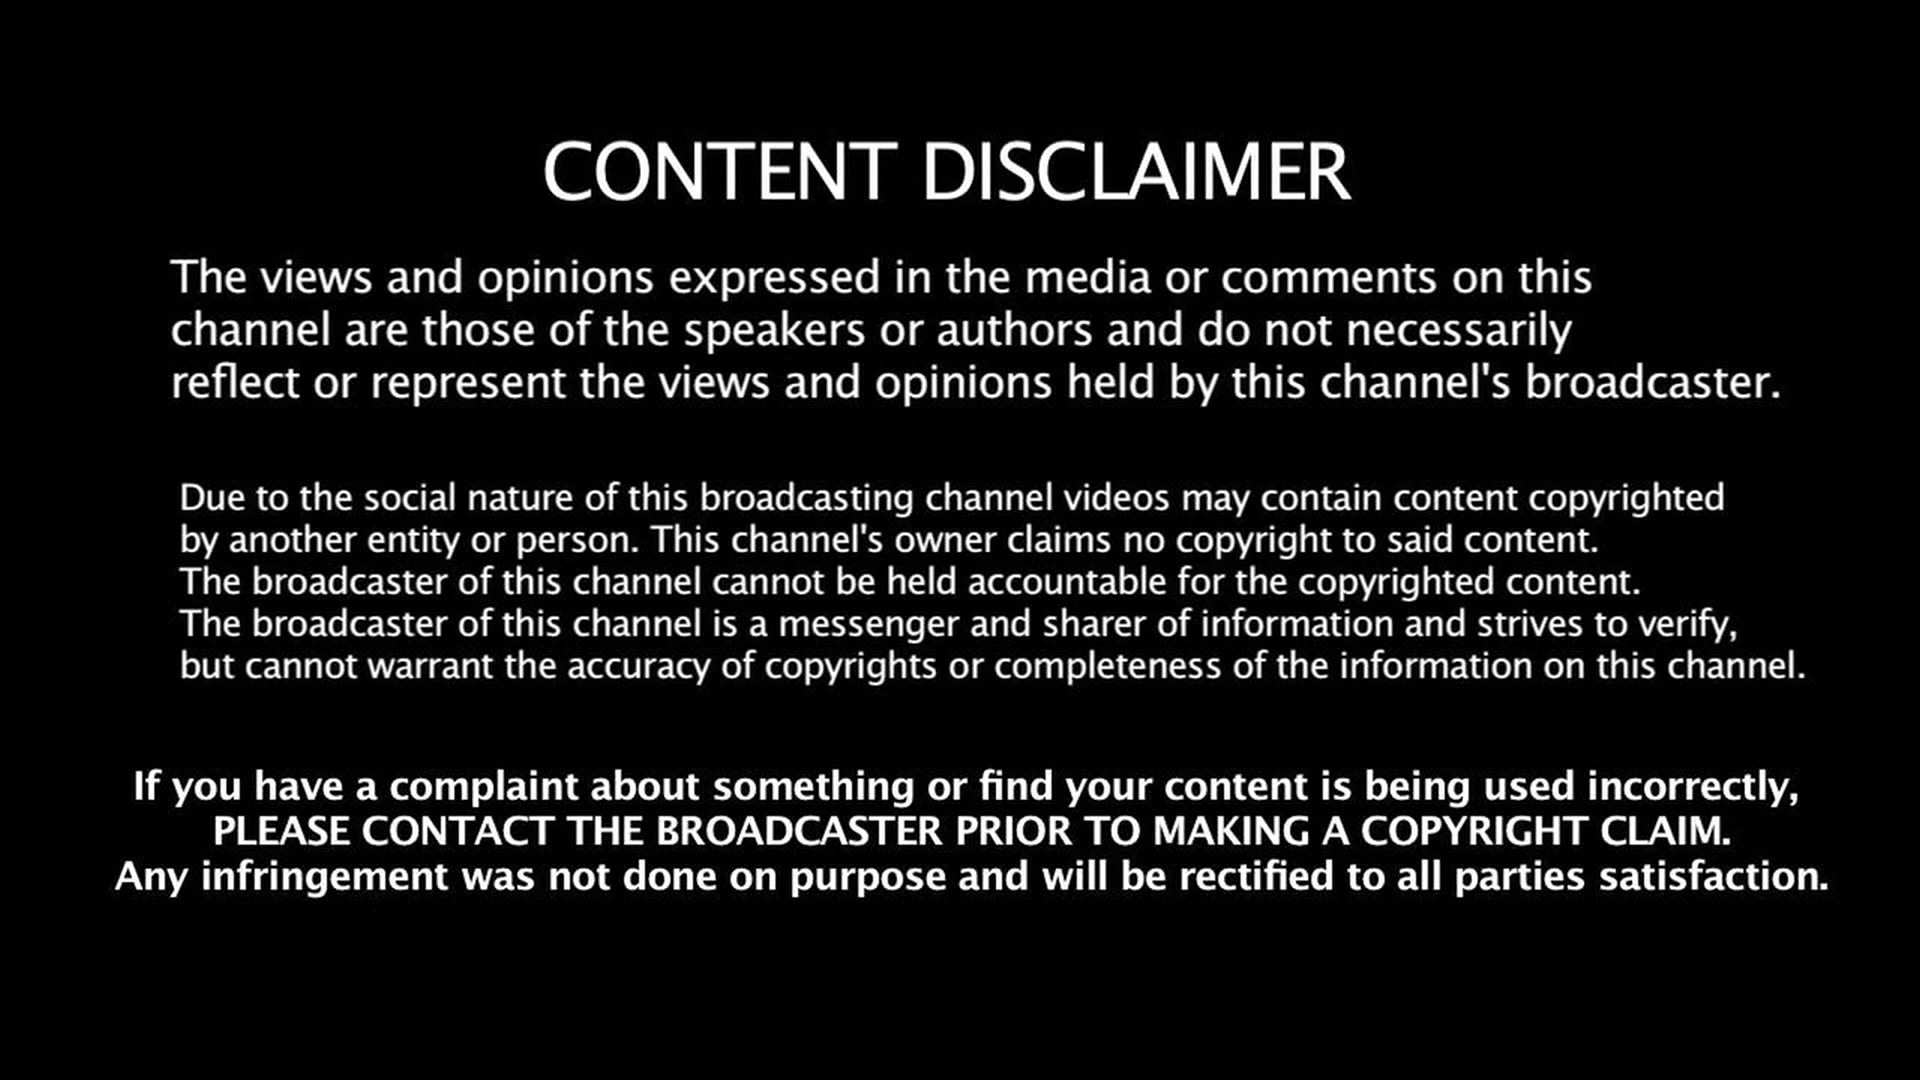 CONTENT DISCLAIMER
The views and opinions expressed in the media or comments on this
channel are those of the speakers or authors and do not necessarily
reflect or represent the views and opinions held by this channel's broadcaster.
Due to the social nature of this broadcasting channel videos may contain content copyrighted
by another entity or person. This channel's owner claims no copyright to said content.
The broadcaster of this channel cannot be held accountable for the copyrighted content.
The broadcaster of this channel is a messenger and sharer of information and strives to verify,
but cannot warrant the accuracy of copyrights or completeness of the information on this channel.
If you have a complaint about something or find your content is being used incorrectly,
PLEASE CONTACT THE BROADCASTER PRIOR TO MAKING A COPYRIGHT CLAIM.
Any infringement was not done on purpose and will be rectified to all parties satisfaction.